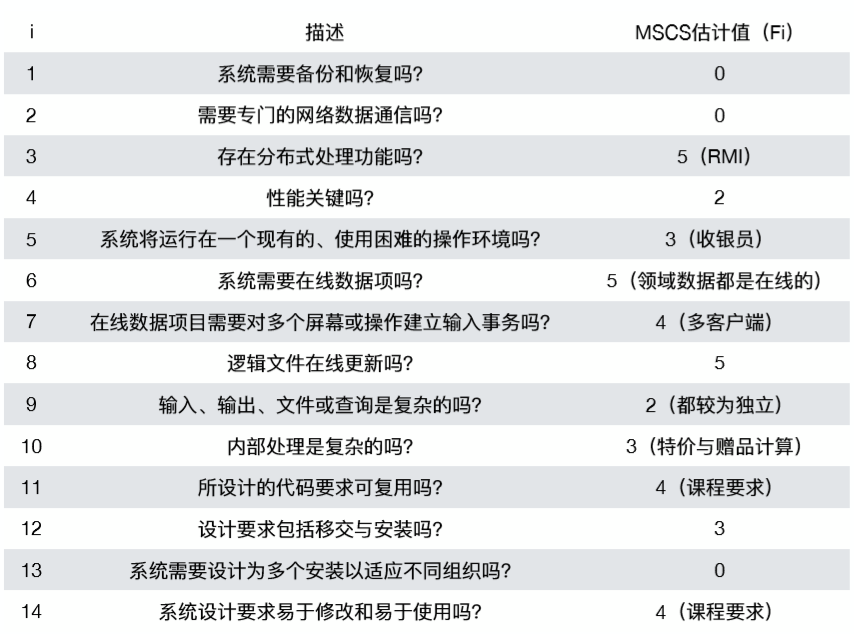 i 描述 MSCS估计值（Fi）
1 系统需要备份和恢复吗？ 0
2 需要专门的网络数据通信吗？ 0
3 存在分布式处理功能吗？ 5（RMI）
4 性能关键吗？ 2
5 系统将运行在一个现有的、使用困难的操作环境吗？ 3（收银员）
6 系统需要在线数据项吗？ 5（领域数据都是在线的）
7 在线数据项目需要对多个屏幕或操作建立输入事务吗？ 4（多客户端）
8 逻辑文件在线更新吗？ 5
9 输入、输出、文件或查询是复杂的吗？ 2（都较为独立）
10 内部处理是复杂的吗？ 3（特价与赠品计算）
11 所设计的代码要求可复用吗？ 4（课程要求）
12 设计要求包括移交与安装吗？ 3
13 系统需要设计为多个安装以适应不同组织吗？ 0
14 系统设计要求易于修改和易于使用吗？ 4（课程要求）